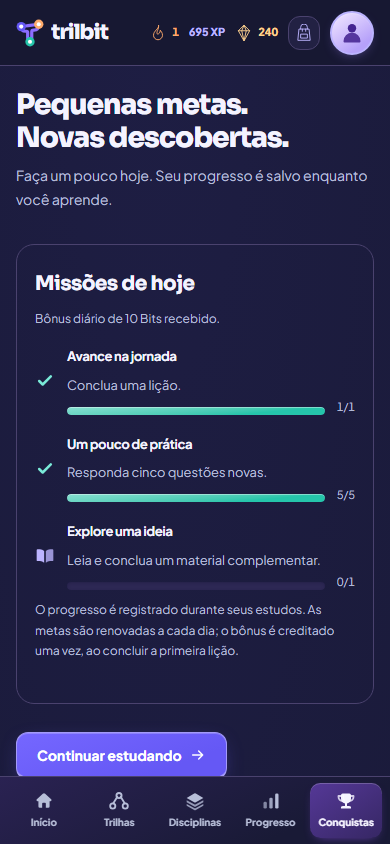 trilbit 1 695 XP 240
Pequenas metas.
Novas descobertas.
Faça um pouco hoje. Seu progresso é salvo enquanto
você aprende.
Missões de hoje
Bônus diário de 10 Bits recebido.
Avance na jornada
Conclua uma lição.
1/1
Um pouco de prática
Responda cinco questões novas.
5/5
Explore uma ideia
Leia e conclua um material complementar.
0/1
O progresso é registrado durante seus estudos. As
metas são renovadas a cada dia; o bônus é creditado
uma vez, ao concluir a primeira lição.
Continuar estudando
Início Trilhas Disciplinas Progresso Conquistas